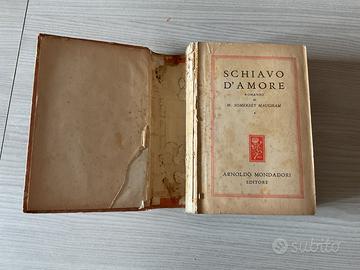 SCHIAVO
D'AMORE
ROMANZO
DI
W. SOMERSET MAUGHAM
ARNOLDO MONDADORI
EDITORE
subito